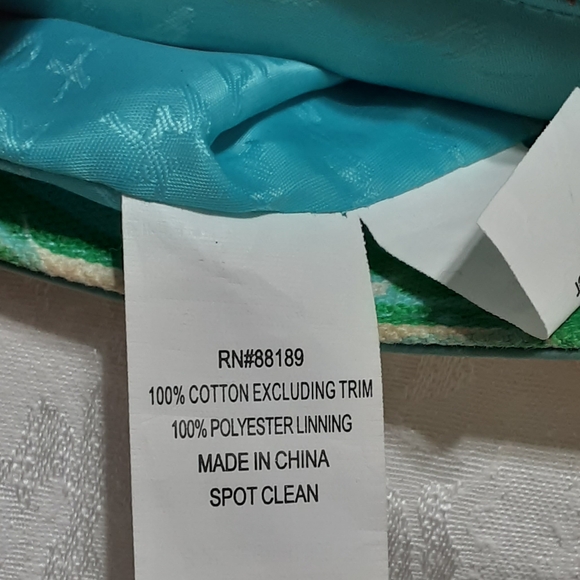 RN#88189
100% COTTON EXCLUDING TRIM
100% POLYESTER LINNING
MADE IN CHINA
SPOT CLEAN